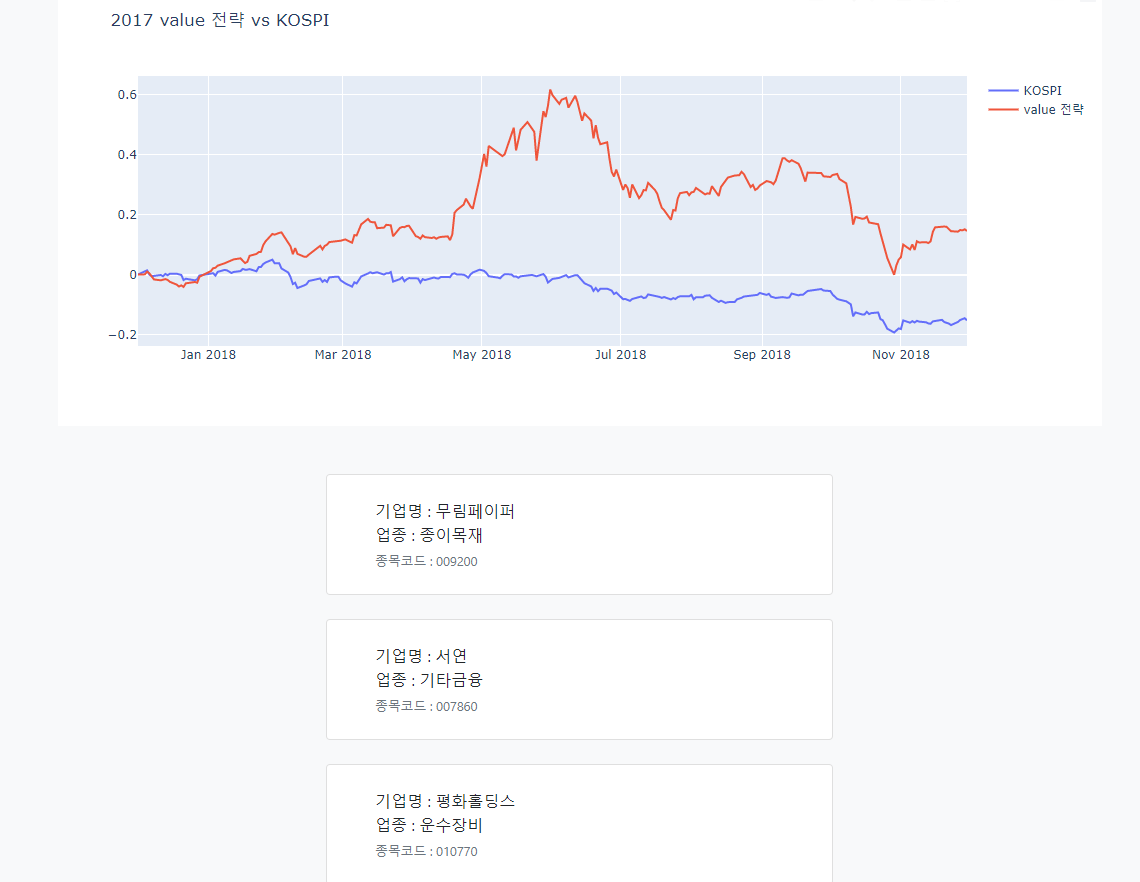 2017 value 전략 vs KOSPI
KOSPI
value 전략
0.6
0.4
0.2
0
−0.2
Jan 2018
Mar 2018
May 2018
Jul 2018
Sep 2018
Nov 2018
기업명 : 무림페이퍼
업종 : 종이목재
종목코드 : 009200
기업명 : 서연
업종 : 기타금융
종목코드 : 007860
기업명 : 평화홀딩스
업종 : 운수장비
종목코드 : 010770